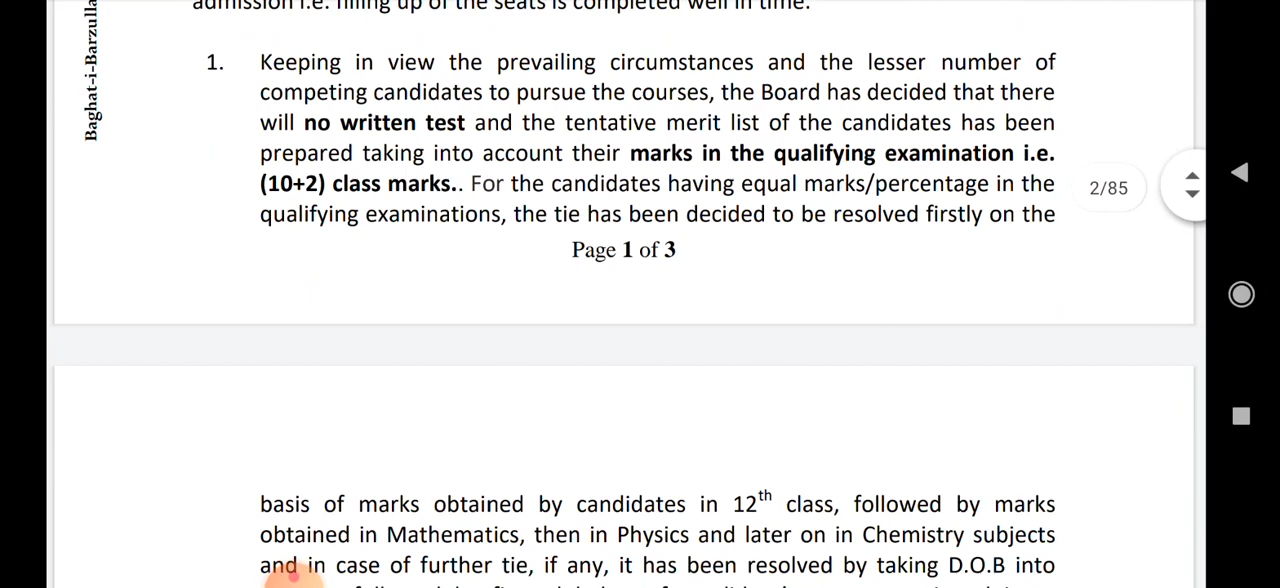 admission i.e. filling up of the seats is completed well in time.
Baghat-i-Barzulla
1. Keeping in view the prevailing circumstances and the lesser number of
competing candidates to pursue the courses, the Board has decided that there
will no written test and the tentative merit list of the candidates has been
prepared taking into account their marks in the qualifying examination i.e.
(10+2) class marks.. For the candidates having equal marks/percentage in the
2/85
qualifying examinations, the tie has been decided to be resolved firstly on the
Page 1 of 3
basis of marks obtained by candidates in 12th class, followed by marks
obtained in Mathematics, then in Physics and later on in Chemistry subjects
and in case of further tie, if any, it has been resolved by taking D.O.B into